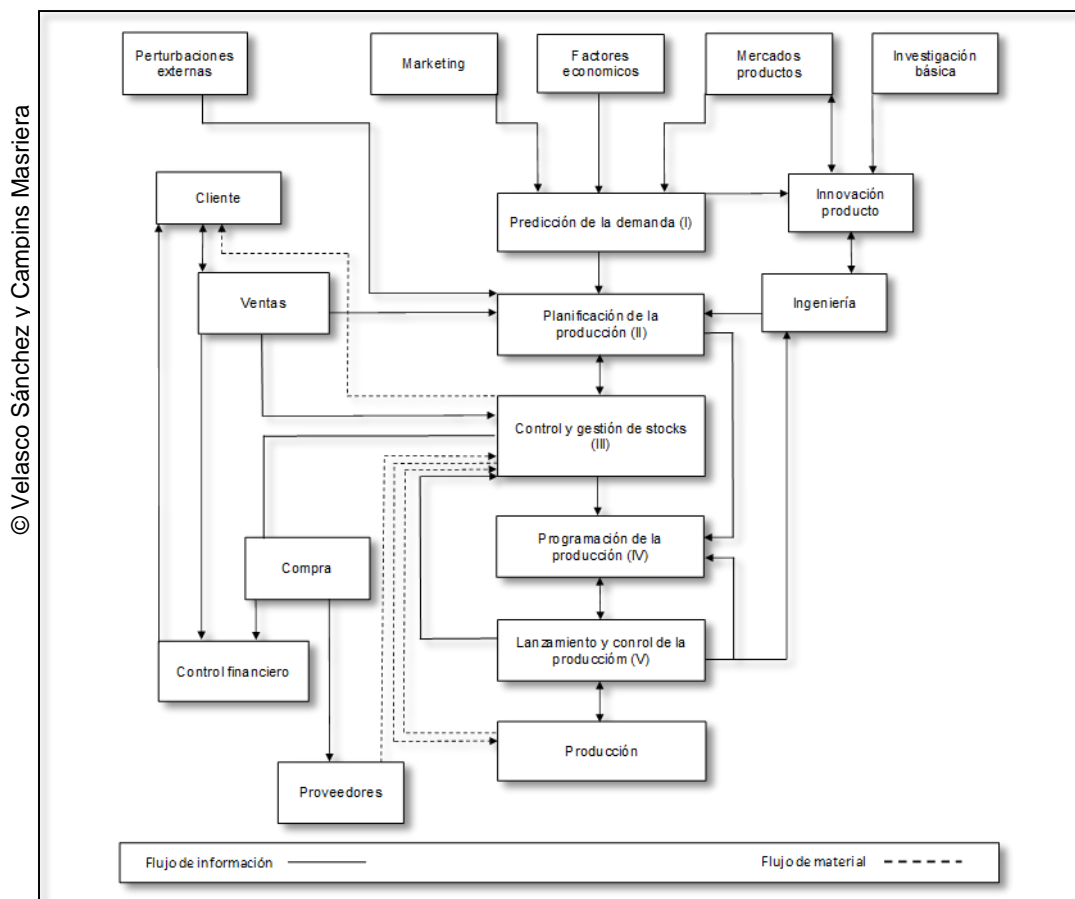 © Velasco Sánchez y Campins Masriera
Perturbaciones
externas
Marketing
Factores
economicos
Mercados
productos
Investigación
básica
Cliente
Predicción de la demanda (I)
Innovación
producto
Ventas
Planificación de la
producción (II)
Ingeniería
Control y gestión de stocks
(III)
Programación de la
producción (IV)
Compra
Lanzamiento y conrol de la
produccióm (V)
Control financiero
Producción
Proveedores
Flujo de información
Flujo de material